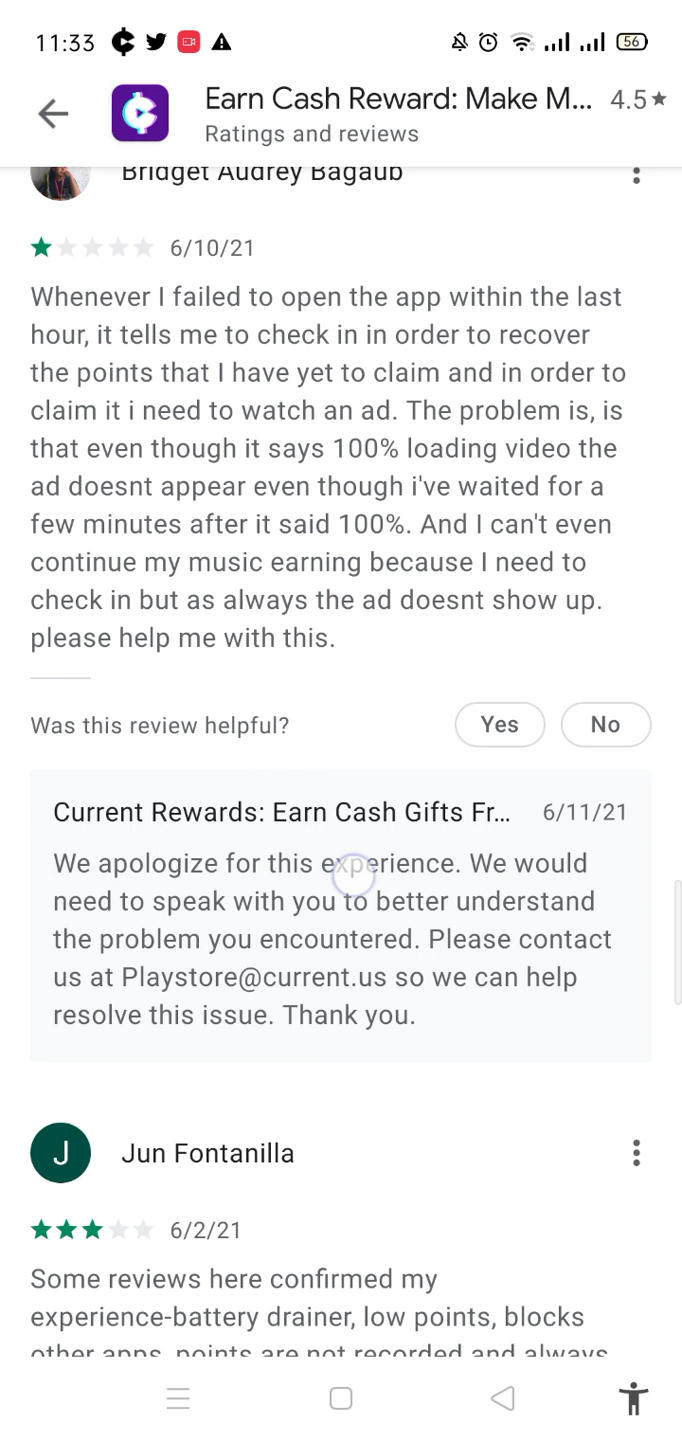 11:33
56
Earn Cash Reward: Make M... 4.5★
Ratings and reviews
Bridget Audrey Bagaub
6/10/21
Whenever I failed to open the app within the last
hour, it tells me to check in in order to recover
the points that I have yet to claim and in order to
claim it i need to watch an ad. The problem is, is
that even though it says 100% loading video the
ad doesnt appear even though i've waited for a
few minutes after it said 100%. And I can't even
continue my music earning because I need to
check in but as always the ad doesnt show up.
please help me with this.
Was this review helpful? Yes No
Current Rewards: Earn Cash Gifts Fr... 6/11/21
We apologize for this experience. We would
need to speak with you to better understand
the problem you encountered. Please contact
us at Playstore@current.us so we can help
resolve this issue. Thank you.
J Jun Fontanilla
6/2/21
Some reviews here confirmed my
experience-battery drainer, low points, blocks
other apps, points are not recorded and always